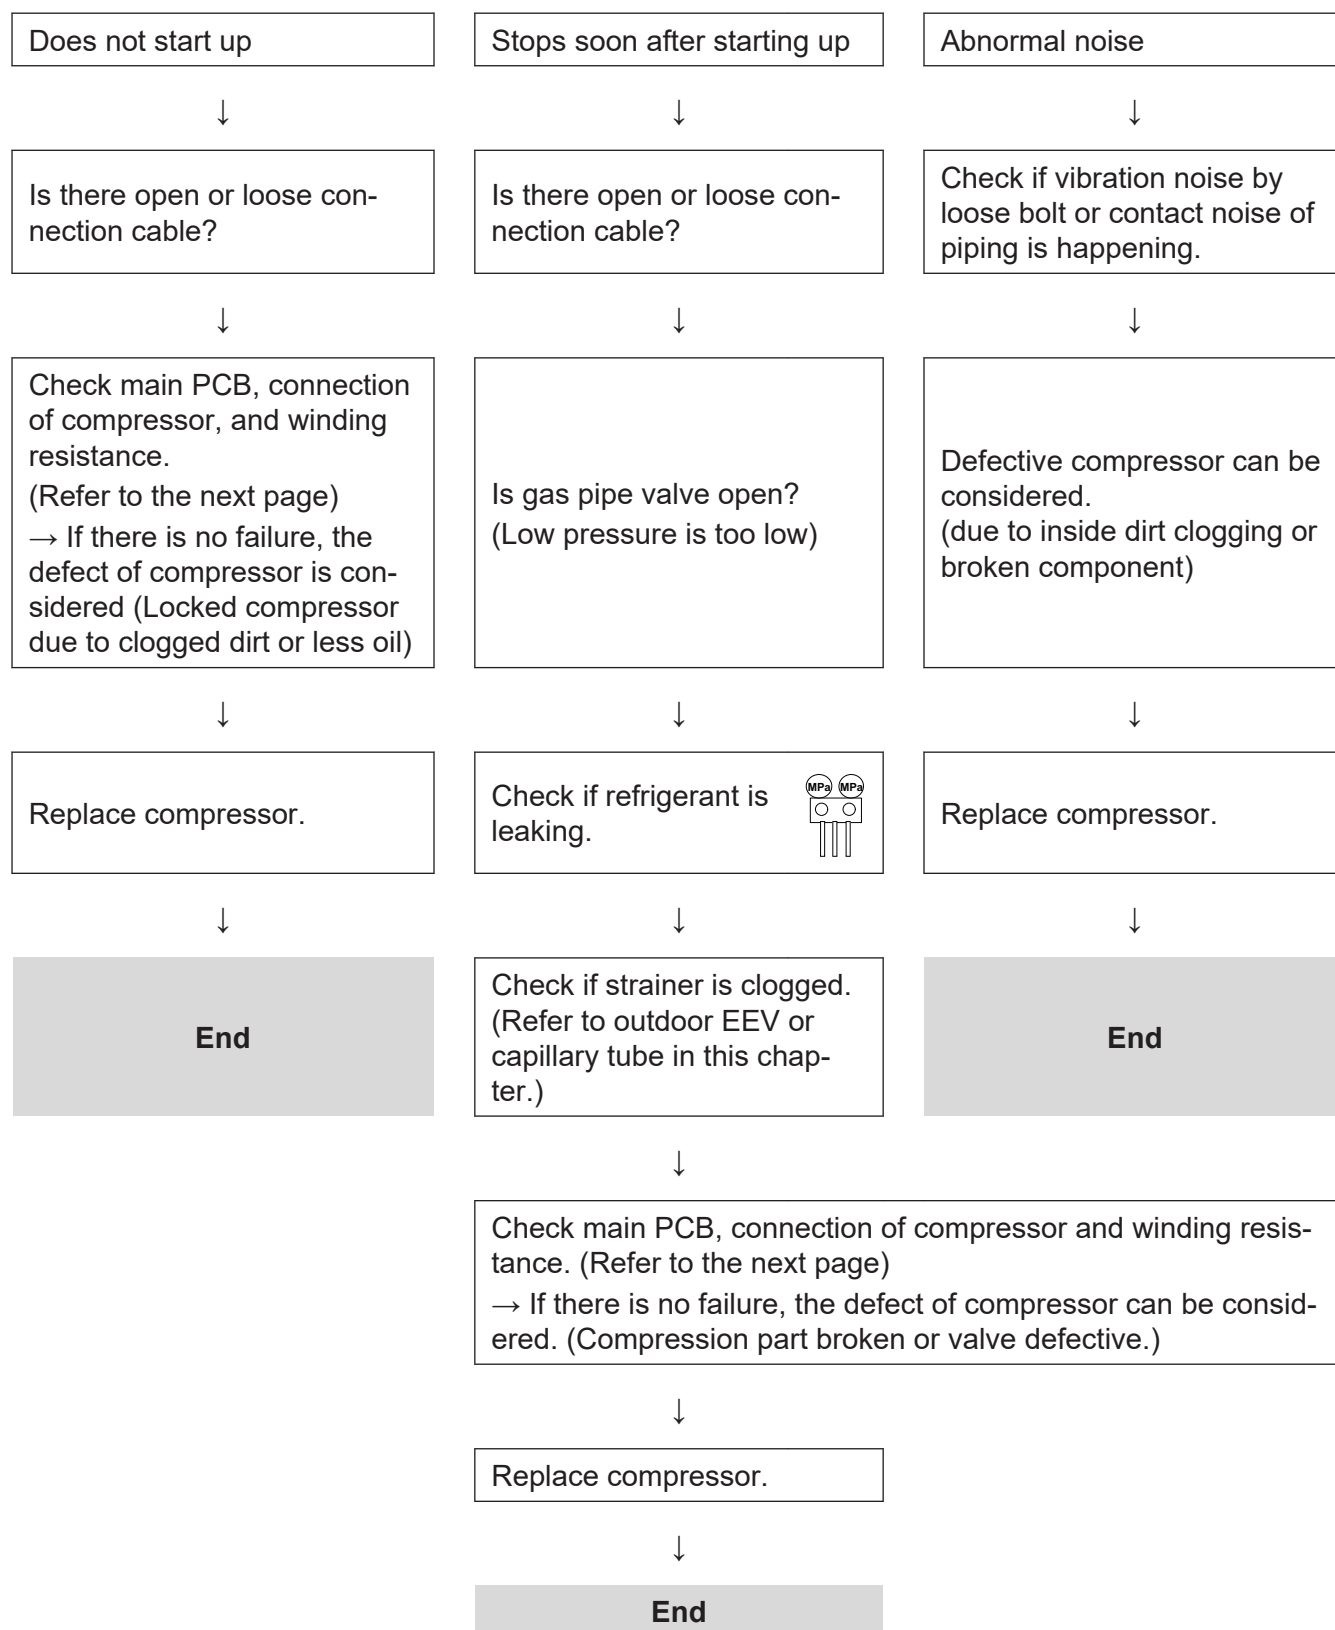 Does not start up
↓
Is there open or loose con-
nection cable?
↓
Check main PCB, connection
of compressor, and winding
resistance.
(Refer to the next page)
→ If there is no failure, the
defect of compressor is con-
sidered (Locked compressor
due to clogged dirt or less oil)
↓
Replace compressor.
↓
End
Stops soon after starting up
↓
Is there open or loose con-
nection cable?
↓
Is gas pipe valve open?
(Low pressure is too low)
↓
Check if refrigerant is
leaking.
MPa MPa
↓
Check if strainer is clogged.
(Refer to outdoor EEV or
capillary tube in this chap-
ter.)
↓
Check main PCB, connection of compressor and winding resis-
tance. (Refer to the next page)
→ If there is no failure, the defect of compressor can be consid-
ered. (Compression part broken or valve defective.)
↓
Replace compressor.
↓
End
Abnormal noise
↓
Check if vibration noise by
loose bolt or contact noise of
piping is happening.
↓
Defective compressor can be
considered.
(due to inside dirt clogging or
broken component)
↓
Replace compressor.
↓
End